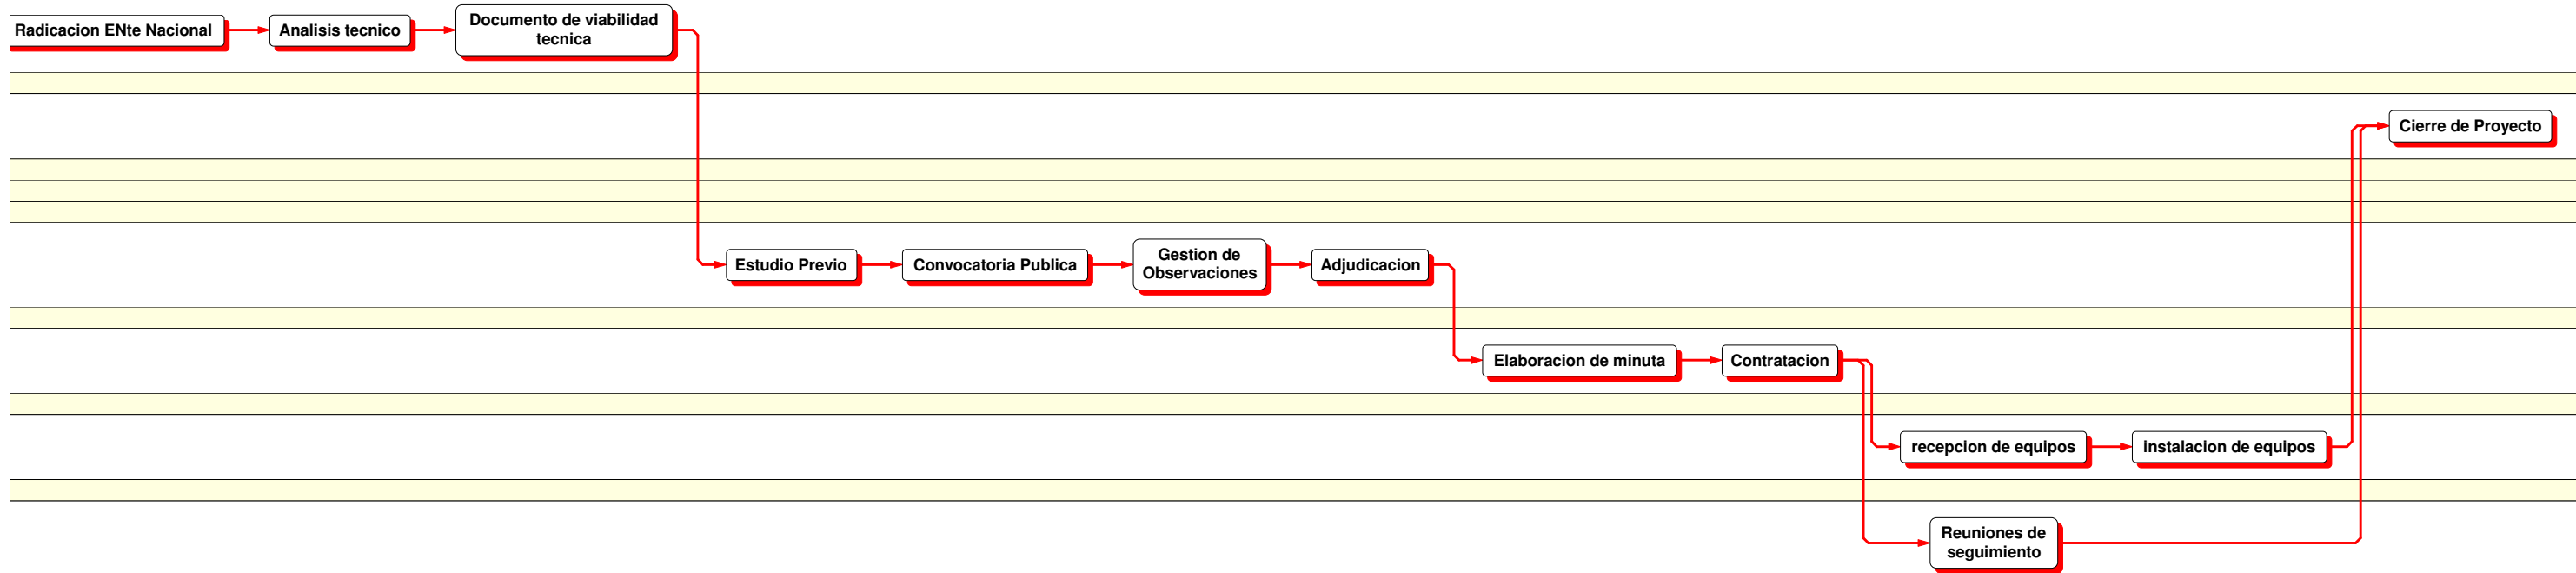 Radicacion ENte Nacional
Analisis tecnico
Documento de viabilidad
tecnica
Cierre de Proyecto
Estudio Previo
Convocatoria Publica
Gestion de
Observaciones
Adjudicacion
Elaboracion de minuta
Contratacion
recepcion de equipos
instalacion de equipos
Reuniones de
seguimiento